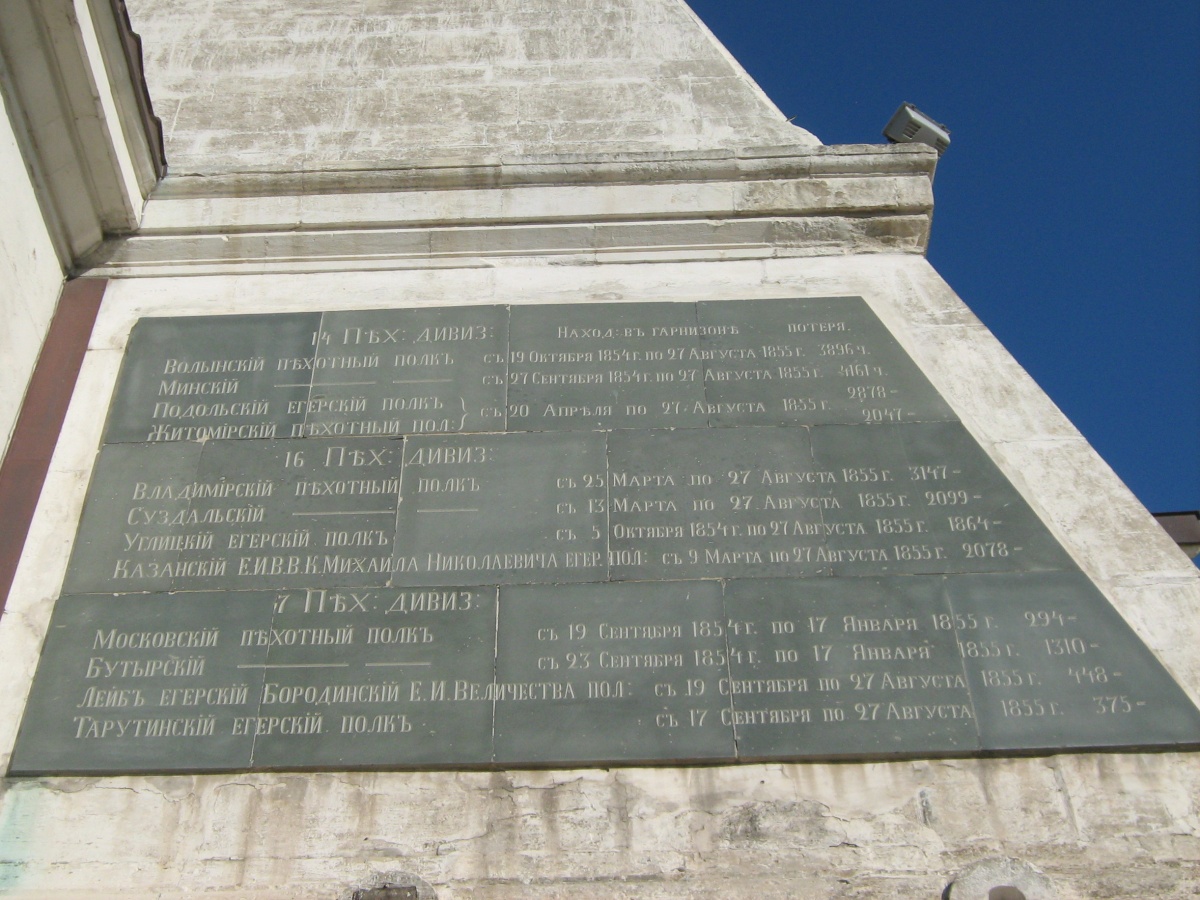 14 ПѢХ: ДИВИЗ: НАХОД: ВЪ ГАРНИЗОНѢ ПОТЕРЯ.
ВОЛЫНСКІЙ ПѢХОТНЫЙ ПОЛКЪ СЪ 19 ОКТЯБРЯ 1854 Г. ПО 27 АВГУСТА 1855 Г. 3896 Ч.
МИНСКІЙ — — СЪ 27 СЕНТЯБРЯ 1854 Г. ПО 27 АВГУСТА 1855 Г. 4161 Ч.
ПОДОЛЬСКІЙ ЕГЕРСКІЙ ПОЛКЪ } СЪ 20 АПРѢЛЯ ПО 27 АВГУСТА 1855 Г. 2878 -
ЖИТОМІРСКІЙ ПѢХОТНЫЙ ПОЛ: 2047 -
16 ПѢХ: ДИВИЗ:
ВЛАДИМІРСКІЙ ПѢХОТНЫЙ ПОЛКЪ СЪ 25 МАРТА ПО 27 АВГУСТА 1855 Г. 3147 -
СУЗДАЛЬСКІЙ — — СЪ 13 МАРТА ПО 27 АВГУСТА 1855 Г. 2099 -
УГЛИЦКІЙ ЕГЕРСКІЙ ПОЛКЪ СЪ 5 ОКТЯБРЯ 1854 Г. ПО 27 АВГУСТА 1855 Г. 1864 -
КАЗАНСКІЙ Е.И.В.В.К. МИХАИЛА НИКОЛАЕВИЧА ЕГЕР. ПОЛ: СЪ 9 МАРТА ПО 27 АВГУСТА 1855 Г. 2078 -
17 ПѢХ: ДИВИЗ:
МОСКОВСКІЙ ПѢХОТНЫЙ ПОЛКЪ СЪ 19 СЕНТЯБРЯ 1854 Г. ПО 17 ЯНВАРЯ 1855 Г. 294 -
БУТЫРСКІЙ — — СЪ 23 СЕНТЯБРЯ 1854 Г. ПО 17 ЯНВАРЯ 1855 Г. 1310 -
ЛЕЙБЪ ЕГЕРСКІЙ БОРОДИНСКІЙ Е.И. ВЕЛИЧЕСТВА ПОЛ: СЪ 19 СЕНТЯБРЯ ПО 27 АВГУСТА 1855 Г. 448 -
ТАРУТИНСКІЙ ЕГЕРСКІЙ ПОЛКЪ СЪ 17 СЕНТЯБРЯ ПО 27 АВГУСТА 1855 Г. 375 -